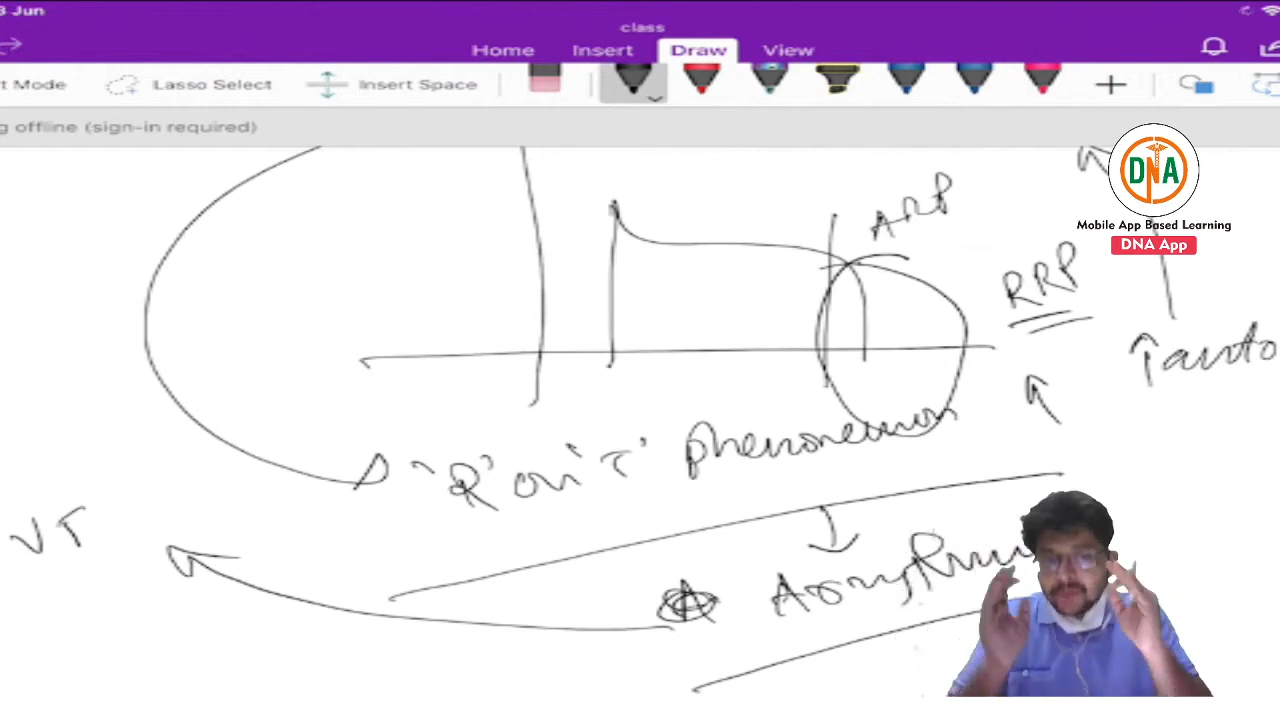 3 Jun
class
Home Insert Draw View
t Mode Lasso Select Insert Space
g offline (sign-in required)
DNA
Mobile App Based Learning
DNA App
ARP
RRP
↑auto
"R" on 'T' phenomenon
VT